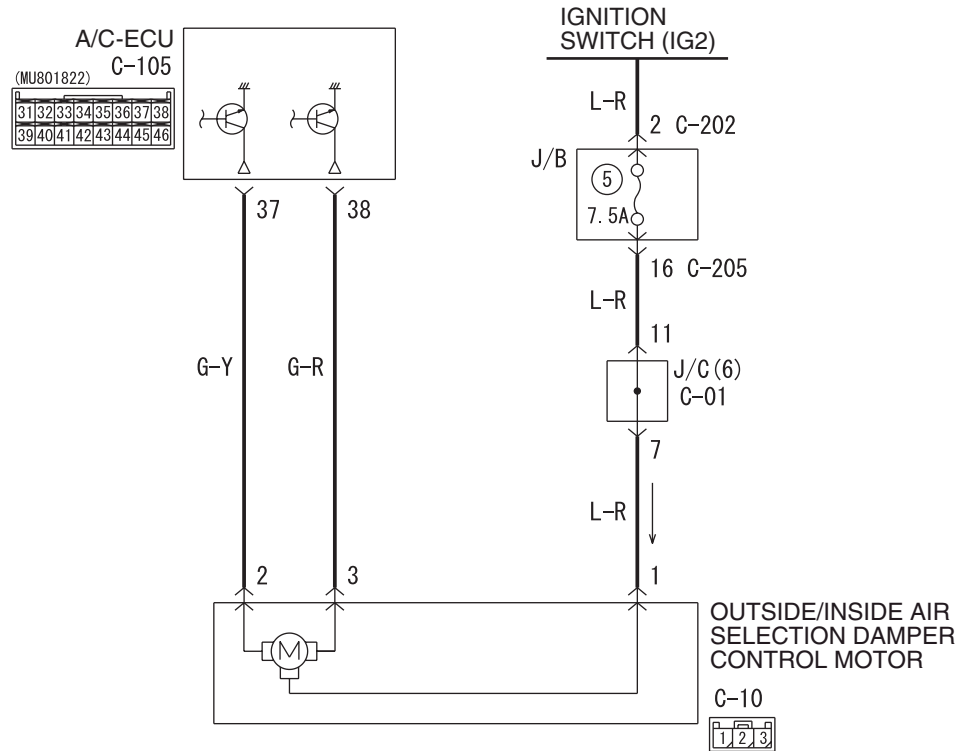 IGNITION
SWITCH (IG2)
A/C-ECU
C-105
(MU801822)
31 32 33 34 35 36 37 38
39 40 41 42 43 44 45 46
L-R
2 C-202
J/B
5
7.5A
37
38
16 C-205
L-R
11
J/C(6)
C-01
G-Y
G-R
7
L-R
2
3
1
M
OUTSIDE/INSIDE AIR
SELECTION DAMPER
CONTROL MOTOR
C-10
1 2 3